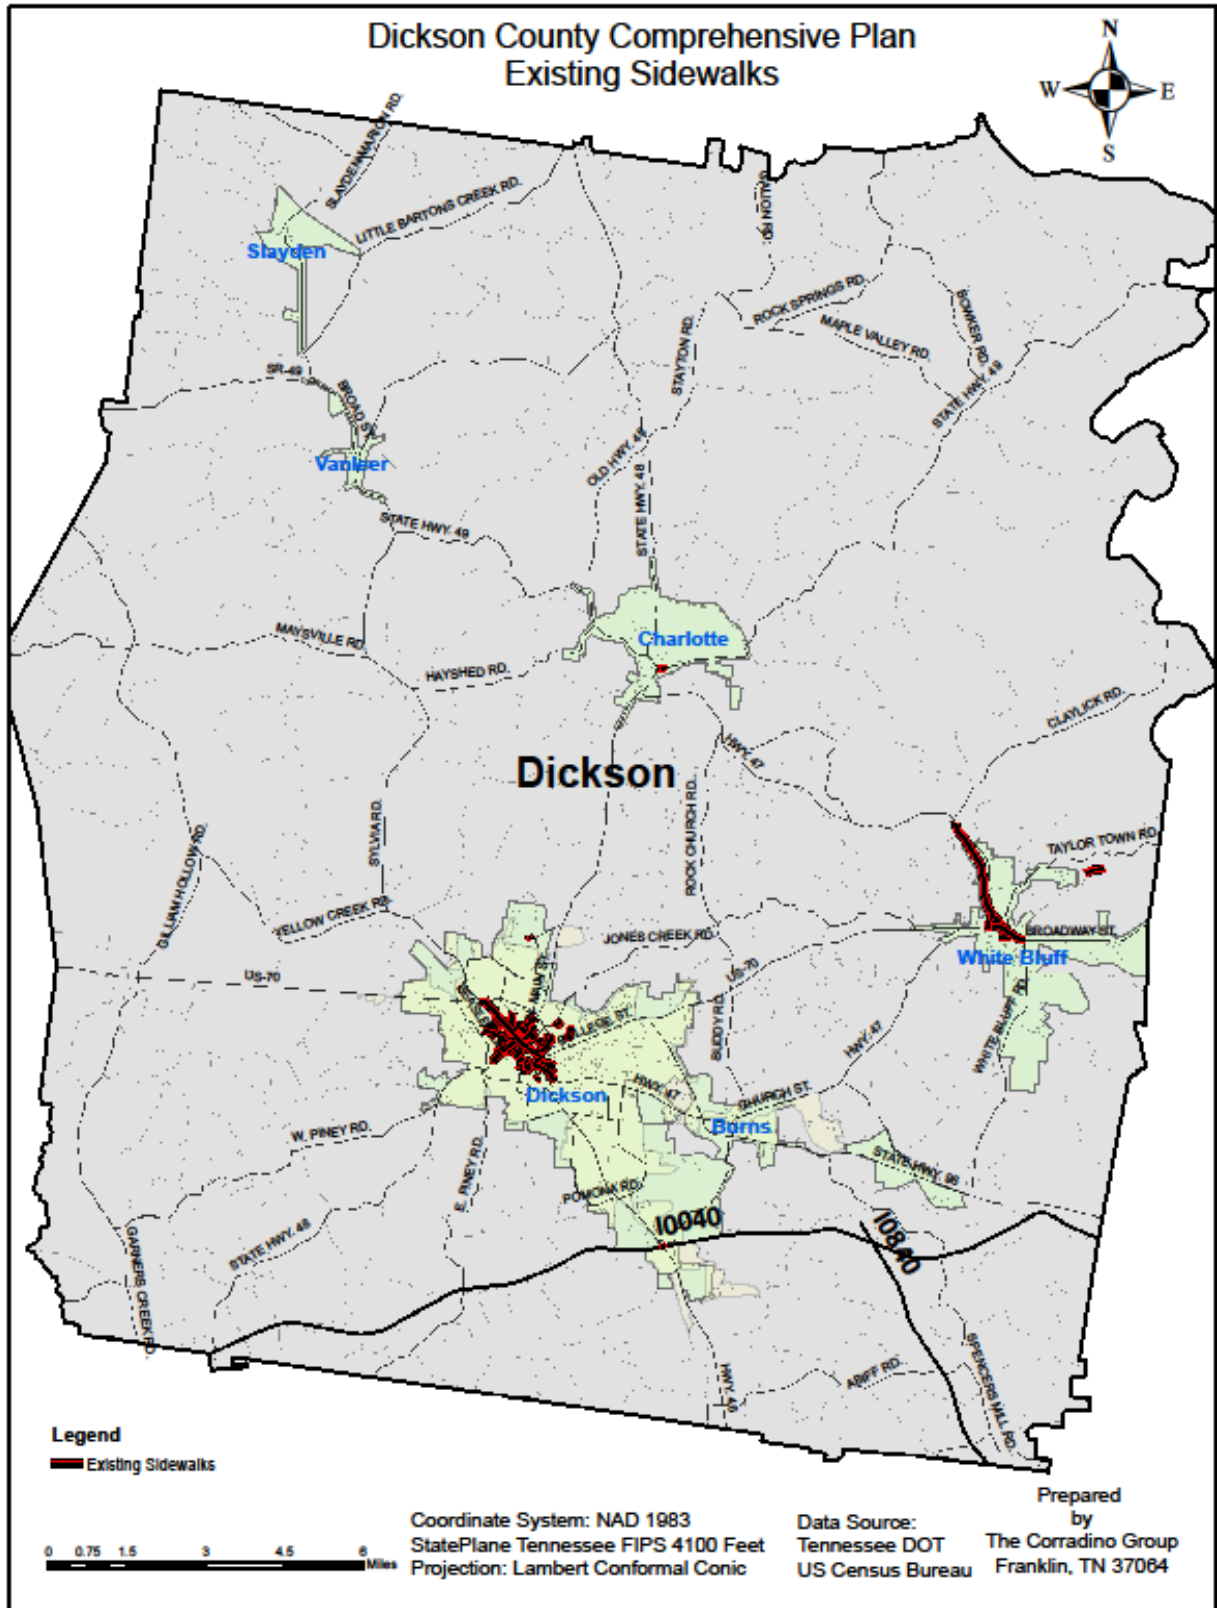 Dickson County Comprehensive Plan
Existing Sidewalks
N
W
E
S
SLAYDENMARION RD.
LITTLE BARTONS CREEK RD.
Slayden
ROCK SPRINGS RD.
MAPLE VALLEY RD.
BOWKER RD.
STAYTON RD.
STATE HWY. 49
SR-49
BROAD ST.
Vanleer
OLD HWY. 48
STATE HWY. 48
STATE HWY. 49
MAYSVILLE RD.
HAYSHED RD.
Charlotte
CLAYLICK RD.
HWY. 47
Dickson
SYLVIA RD.
ROCK CHURCH RD.
GILLIAM HOLLOW RD.
TAYLOR TOWN RD.
YELLOW CREEK RD.
JONES CREEK RD.
BROADWAY ST.
White Bluff
US-70
MAIN ST.
US-70
COLLEGE ST.
BUDDY RD.
HWY. 47
WHITE BLUFF RD.
Dickson
HWY. 47
CHURCH ST.
Burns
W. PINEY RD.
E. PINEY RD.
POMONA RD.
STATE HWY. 96
I0040
I0840
STATE HWY. 48
GARNERS CREEK RD.
HWY. 46
ABIFF RD.
SPENCERS MILL RD.
Legend
Existing Sidewalks
0 0.75 1.5 3 4.5 6
Miles
Coordinate System: NAD 1983
StatePlane Tennessee FIPS 4100 Feet
Projection: Lambert Conformal Conic
Data Source:
Tennessee DOT
US Census Bureau
Prepared
by
The Corradino Group
Franklin, TN 37064